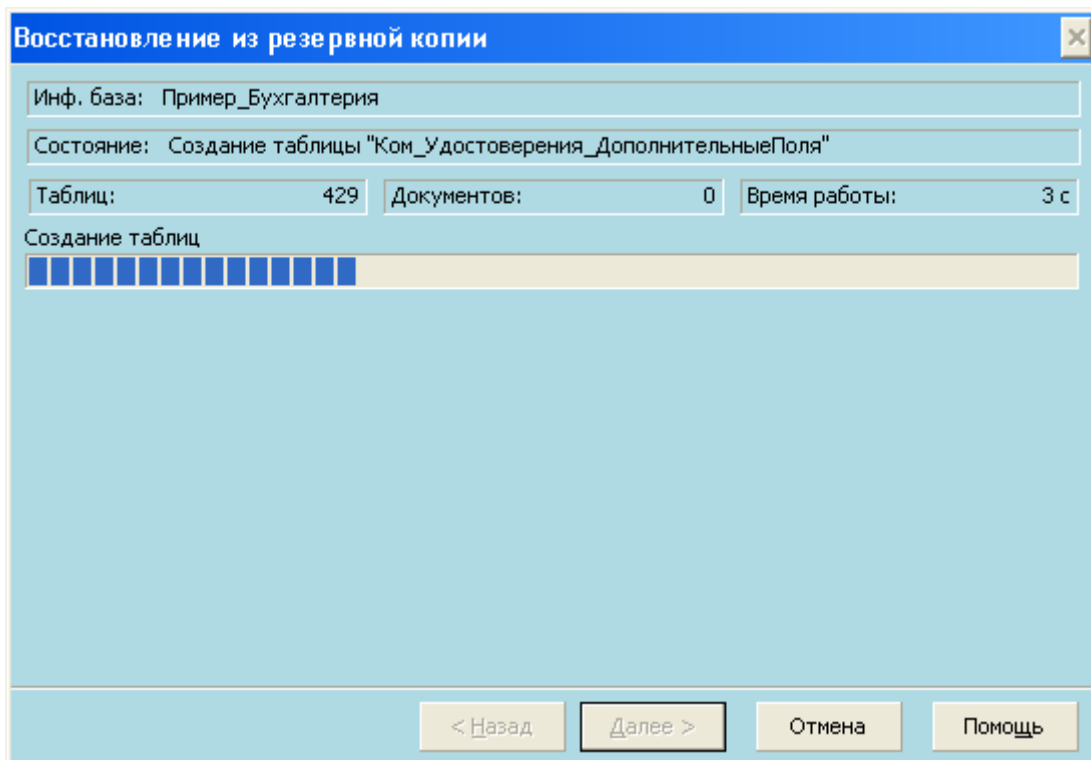 Восстановление из резервной копии
Инф. база: Пример_Бухгалтерия
Состояние: Создание таблицы "Ком_Удостоверения_ДополнительныеПоля"
Таблиц: 429 Документов: 0 Время работы: 3 с
Создание таблиц
< Назад Далее > Отмена Помощь